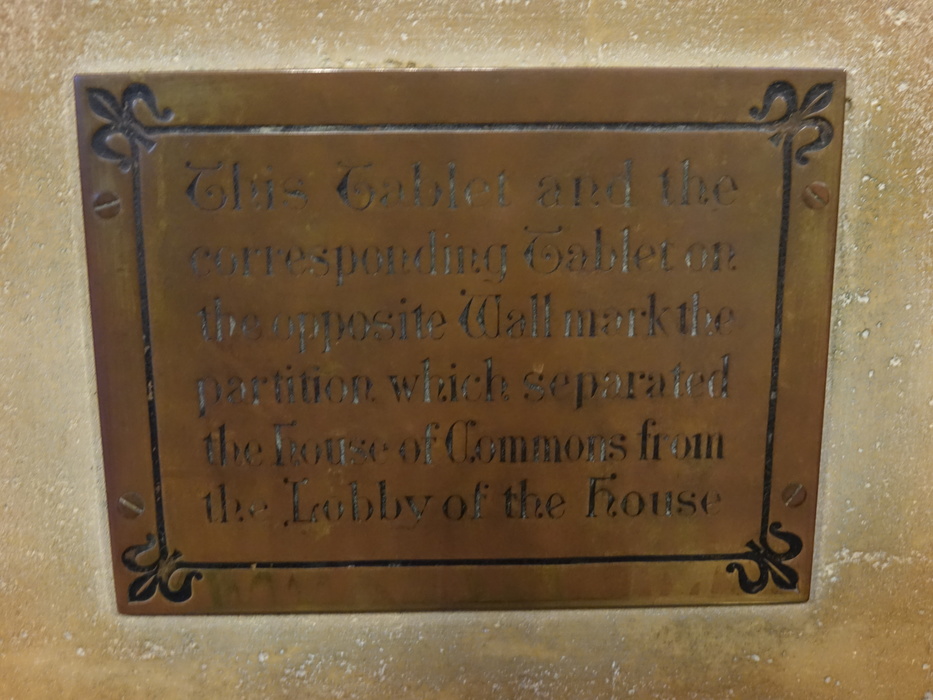 This Tablet and the
corresponding Tablet on
the opposite Wall mark the
partition which separated
the House of Commons from
the Lobby of the House